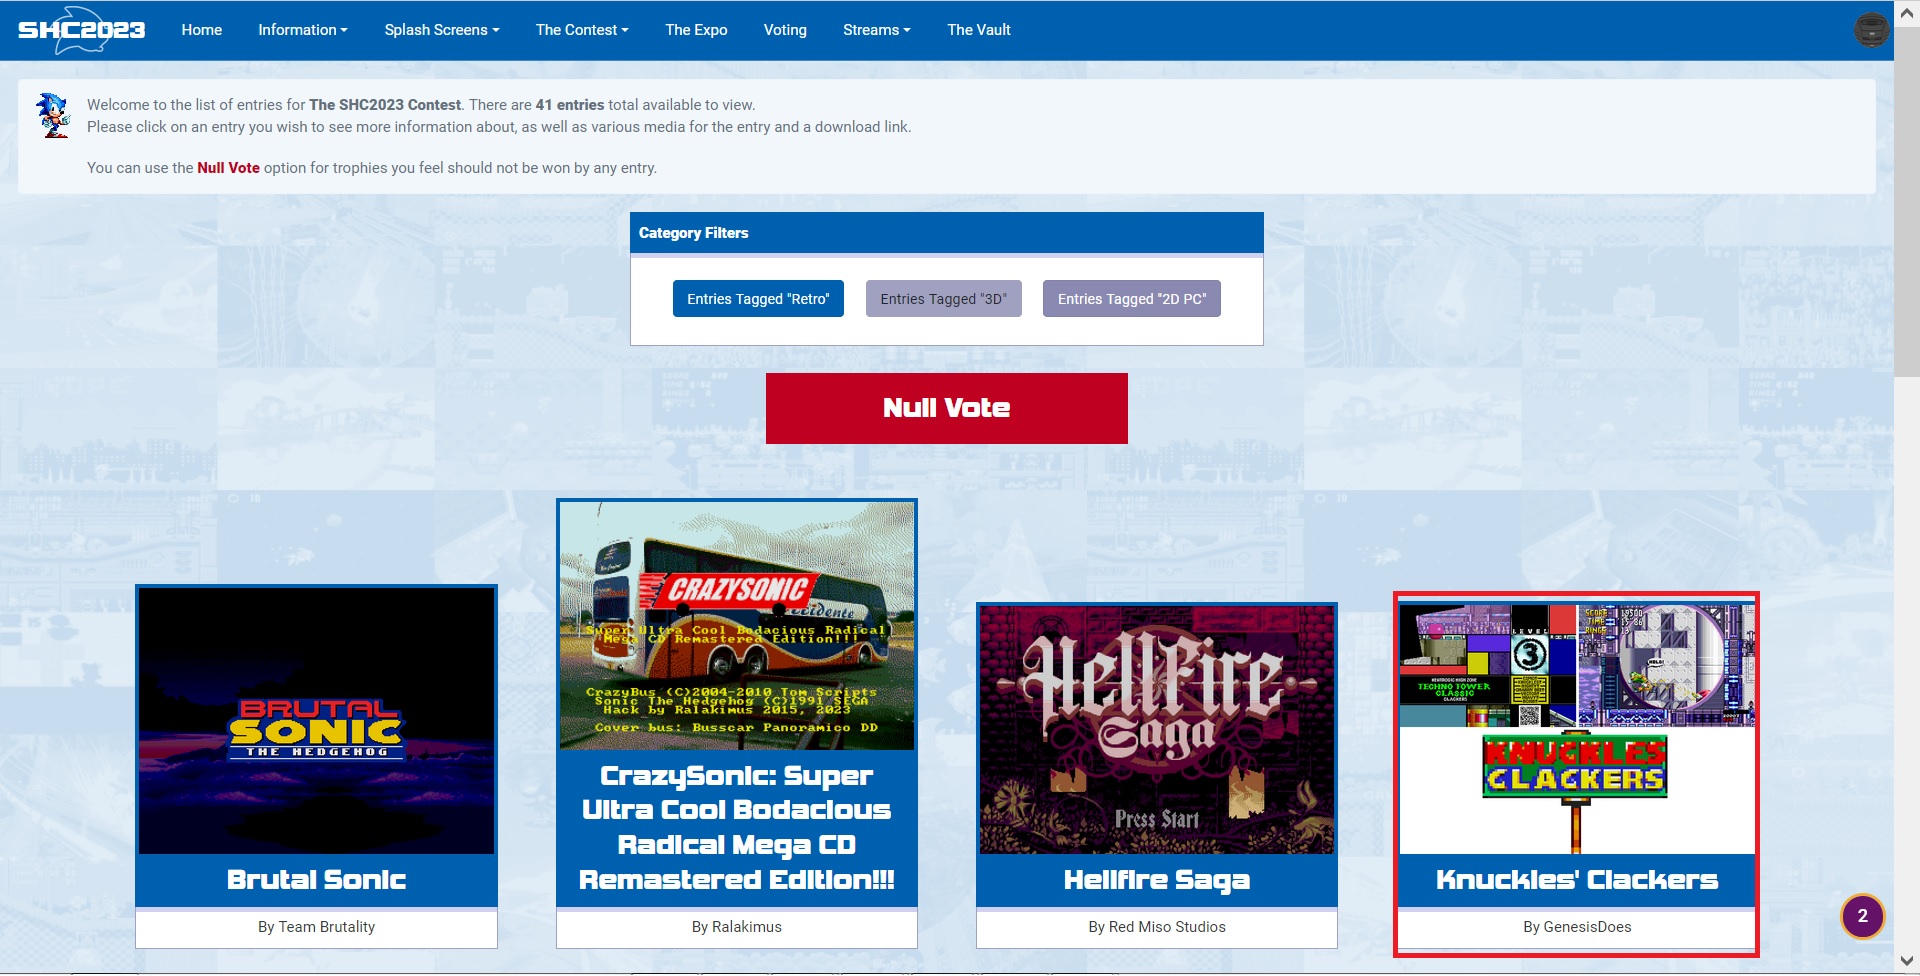 SHC2023
Home
Information
Splash Screens
The Contest
The Expo
Voting
Streams
The Vault
Welcome to the list of entries for The SHC2023 Contest. There are 41 entries total available to view.
Please click on an entry you wish to see more information about, as well as various media for the entry and a download link.
You can use the Null Vote option for trophies you feel should not be won by any entry.
Category Filters
Entries Tagged "Retro"
Entries Tagged "3D"
Entries Tagged "2D PC"
Null Vote
BRUTAL
SONIC
THE HEDGEHOG
Brutal Sonic
By Team Brutality
CRAZYSONIC
Super Ultra Cool Bodacious Radical
Mega CD Remastered Edition!!!
CrazyBus (C)2004-2010 Tom Scripts
Sonic The Hedgehog (C)1991 SEGA
Hack by Ralakimus 2015, 2023
Cover bus: Busscar Panoramico DD
CrazySonic: Super
Ultra Cool Bodacious
Radical Mega CD
Remastered Edition!!!
By Ralakimus
HellFire
Saga
Press Start
Hellfire Saga
By Red Miso Studios
LEVEL
3
TECHNO TOWER
CLASSIC
CLACKERS
SCORE
TIME
RINGS
KNUCKLES
CLACKERS
Knuckles' Clackers
By GenesisDoes
2